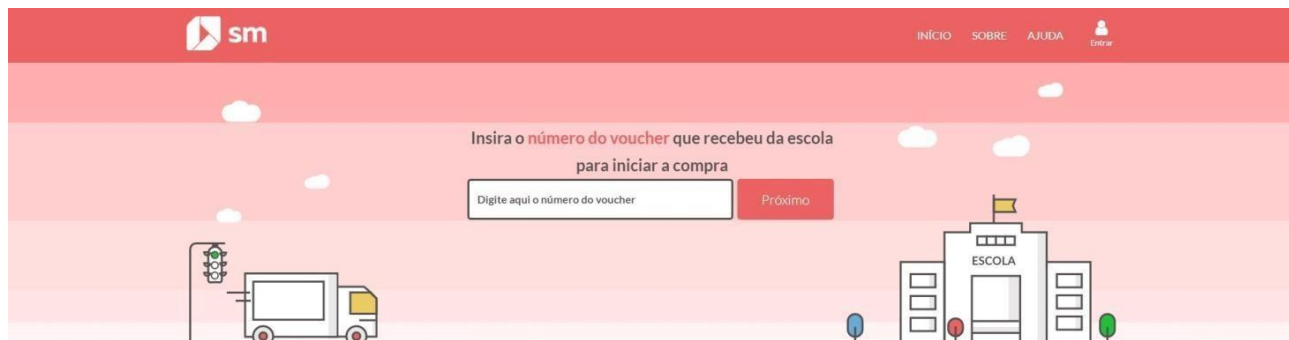 sm
INÍCIO SOBRE AJUDA
Entrar
Insira o número do voucher que recebeu da escola
para iniciar a compra
Digite aqui o número do voucher
Próximo
ESCOLA